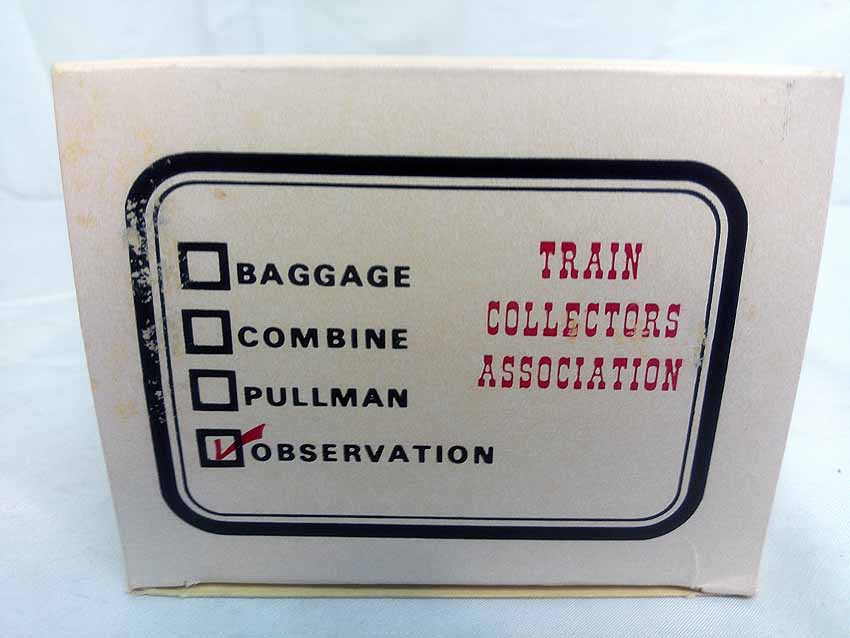 BAGGAGE
COMBINE
PULLMAN
OBSERVATION
TRAIN
COLLECTORS
ASSOCIATION